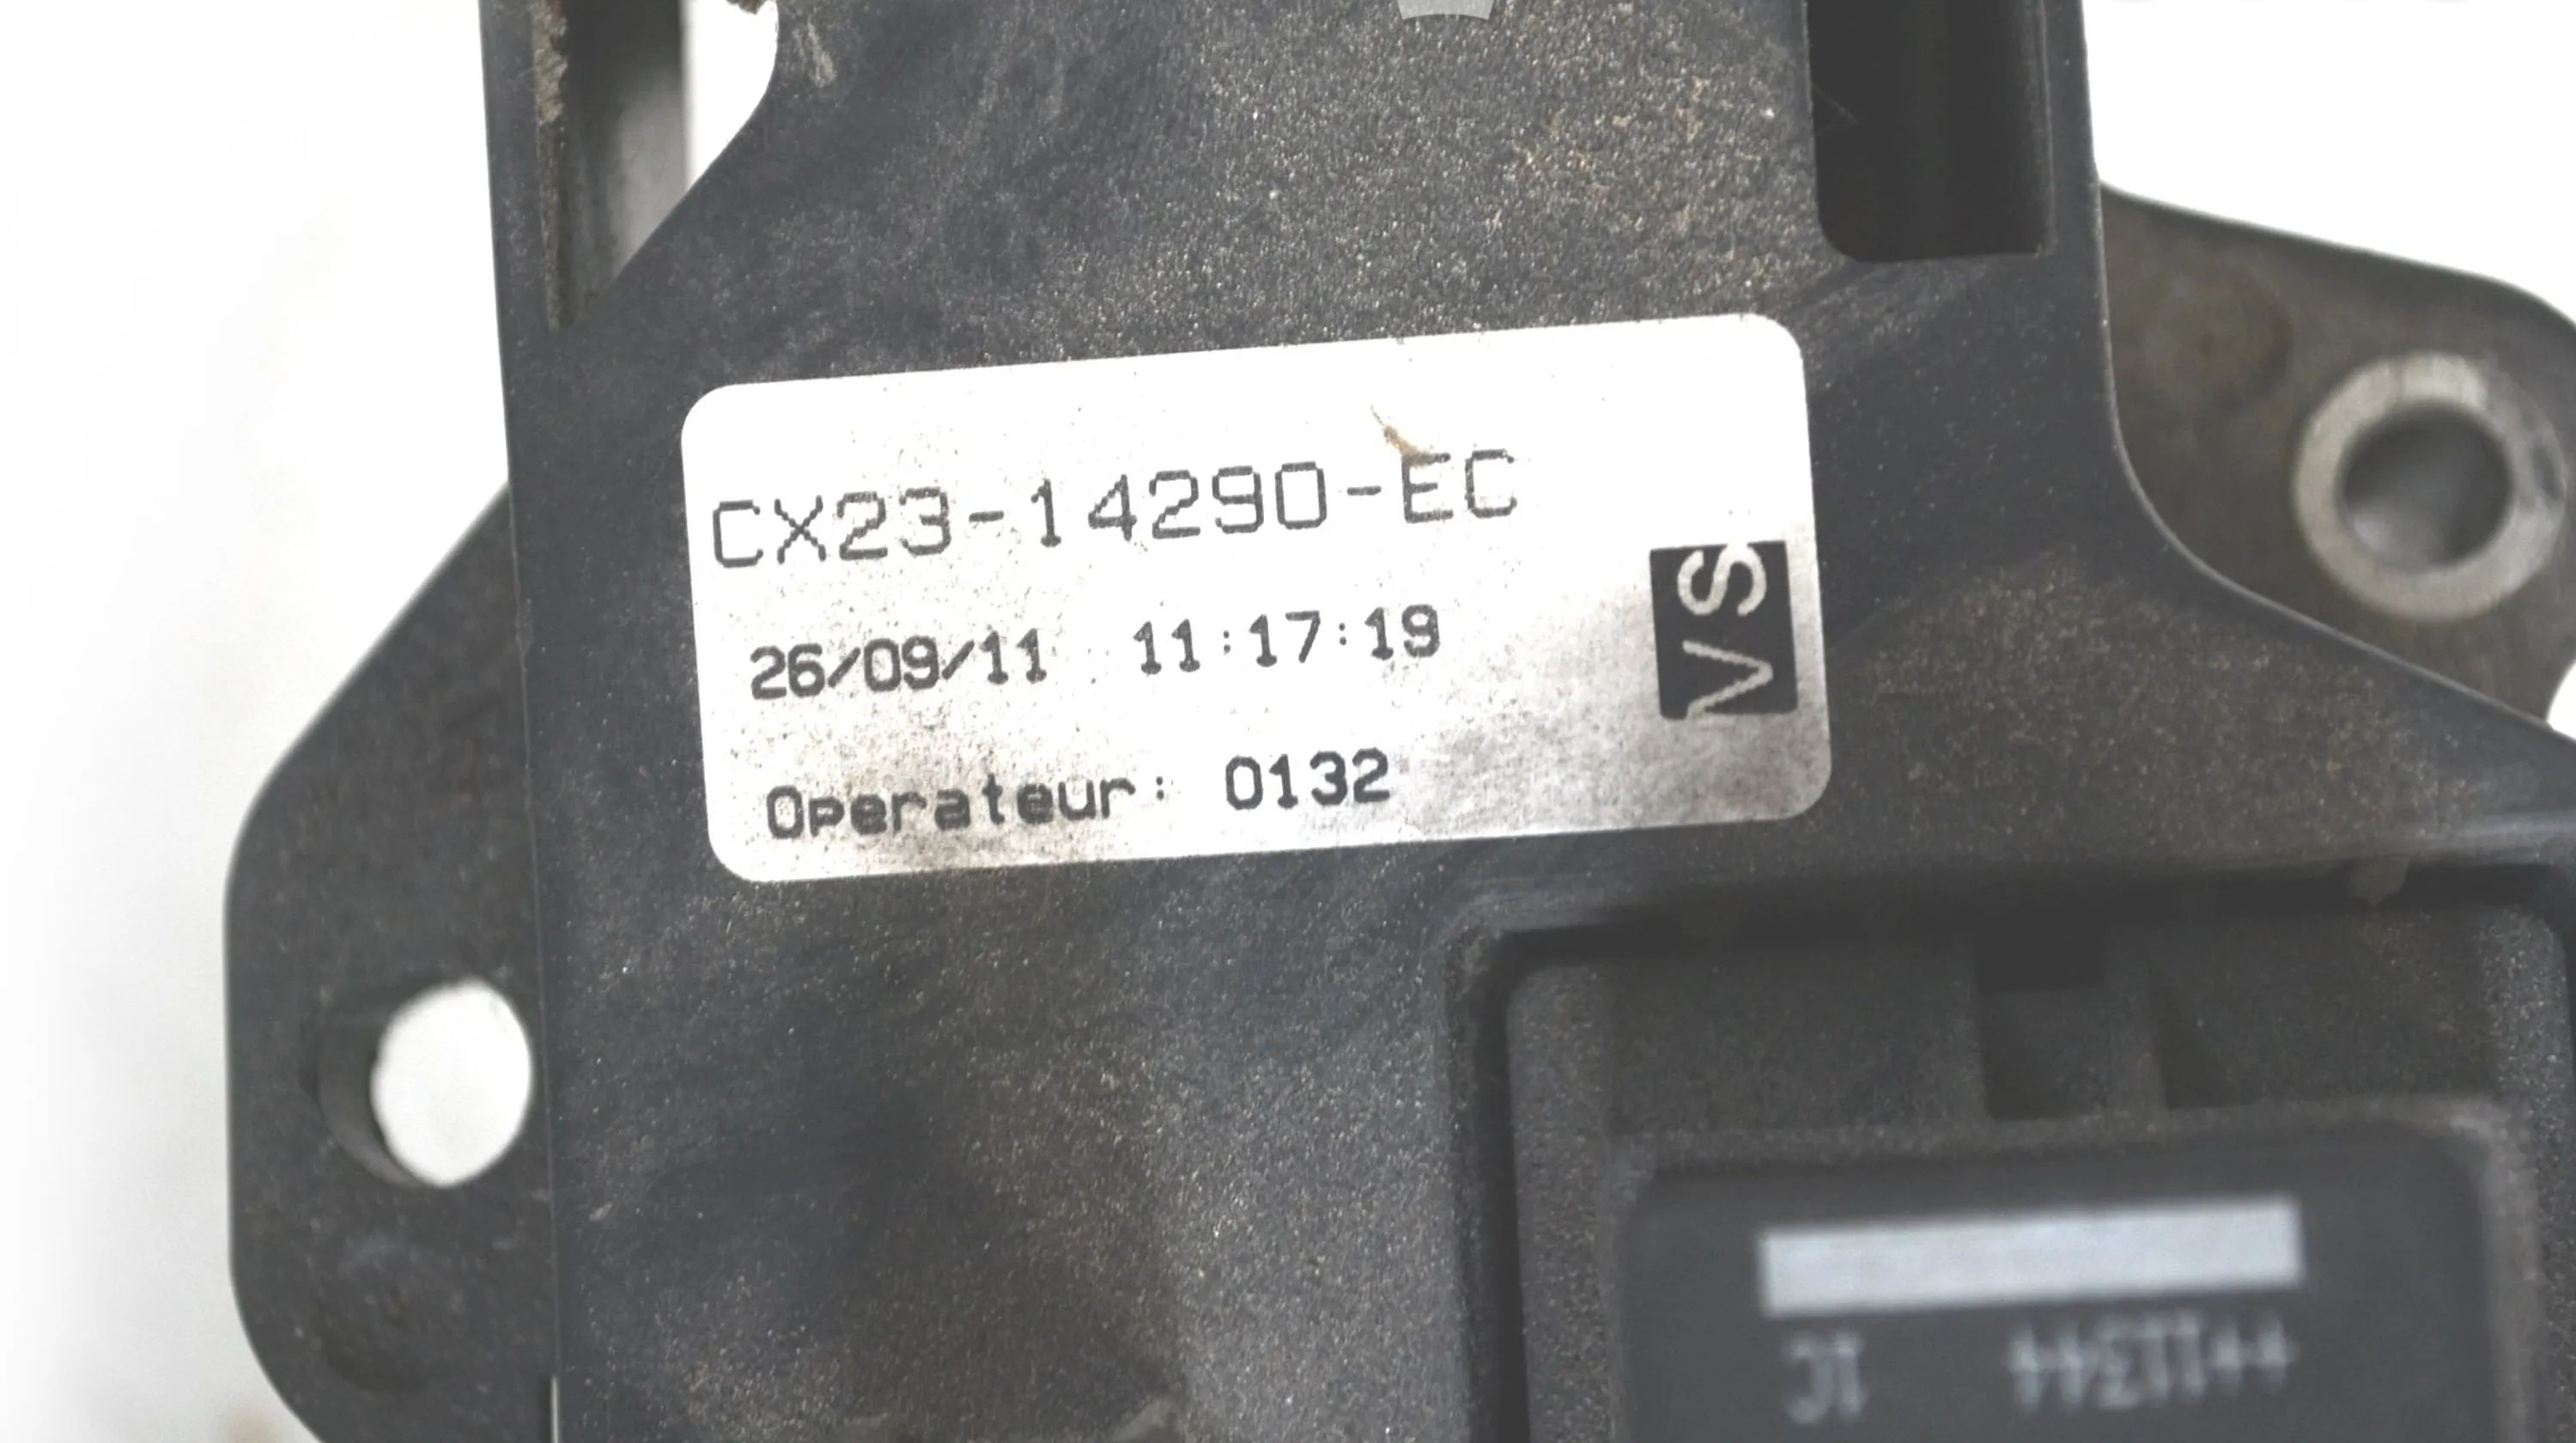 CX23-14290-EC
26/09/11 11:17:19
VS
Operateur: 0132